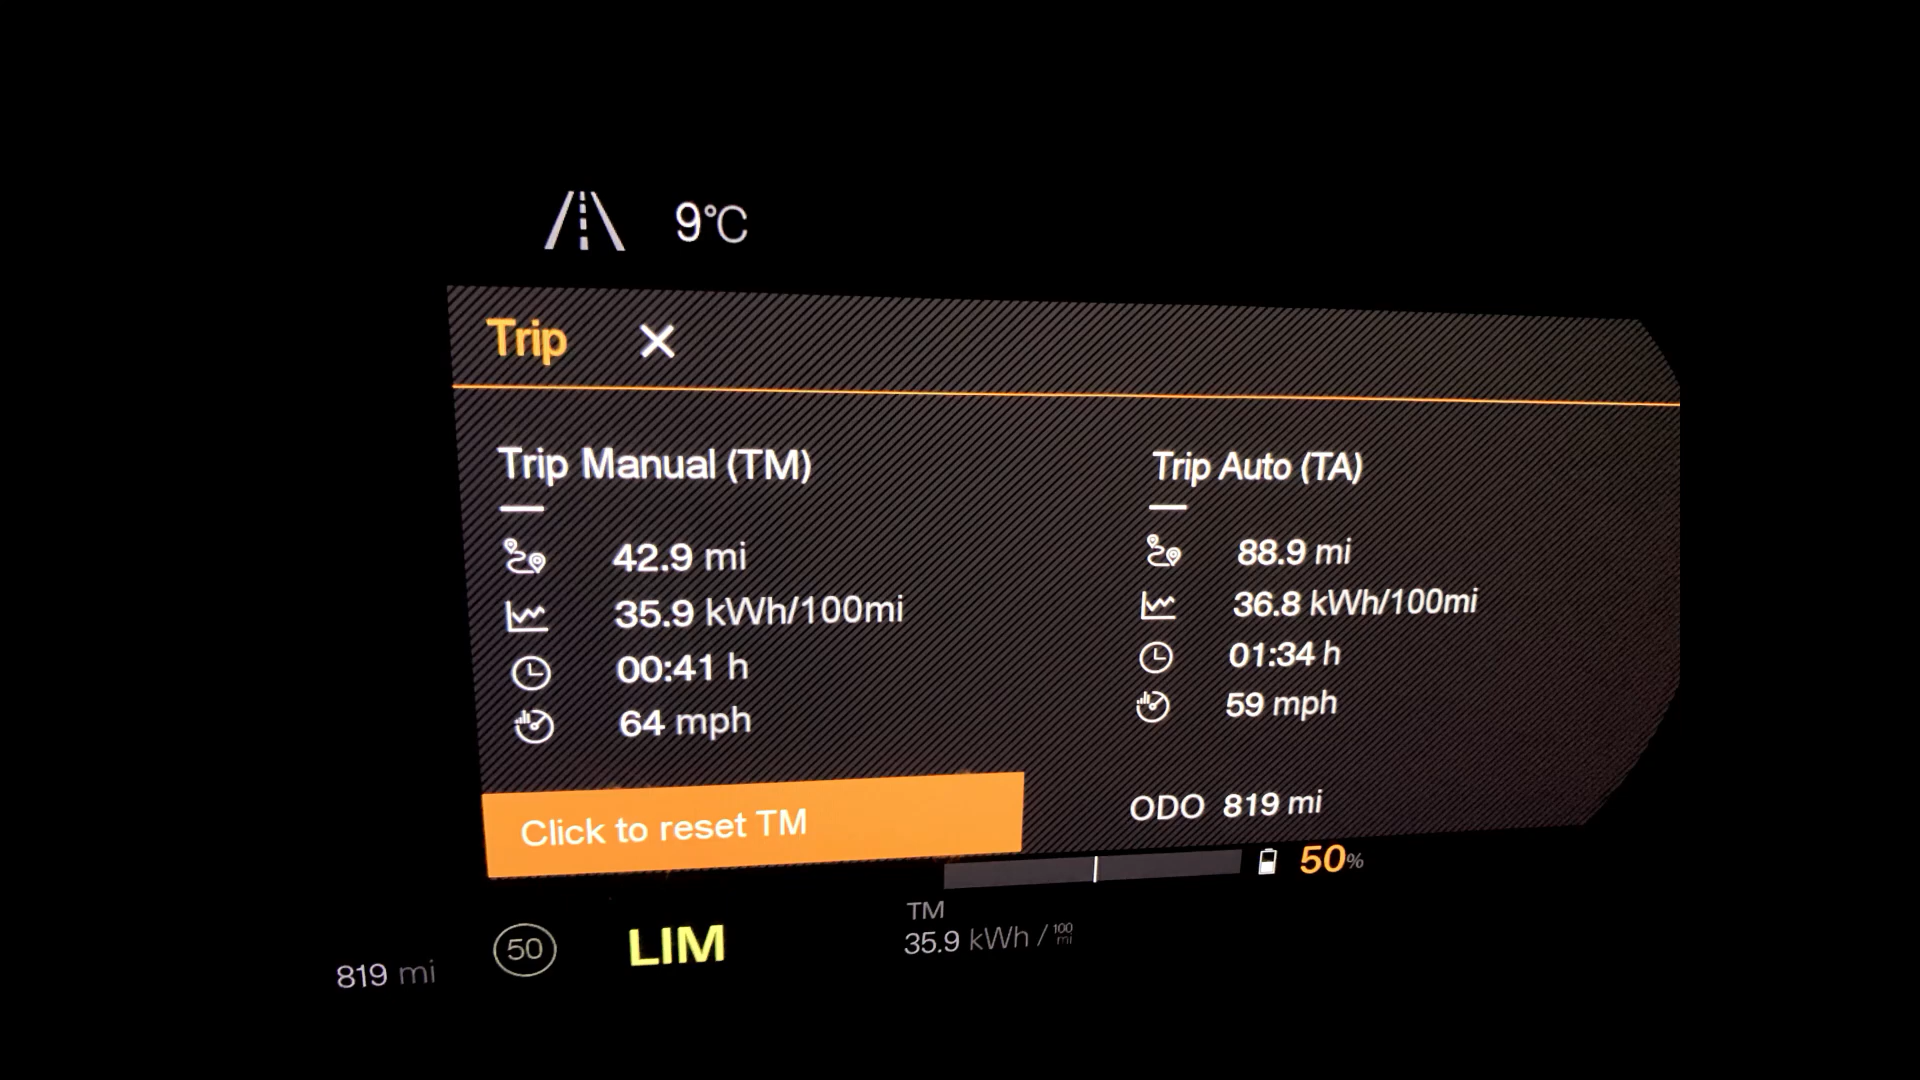 9°C
Trip
Trip Manual (TM)
42.9 mi
35.9 kWh/100mi
00:41 h
64 mph
Click to reset TM
Trip Auto (TA)
88.9 mi
36.8 kWh/100mi
01:34 h
59 mph
ODO 819 mi
50%
819 mi
50
LIM
TM
35.9 kWh / 100 mi